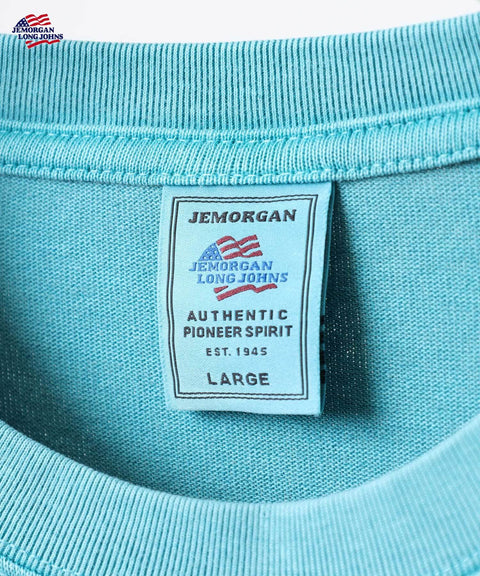 JEMORGAN
LONG JOHNS
JEMORGAN
JEMORGAN
LONG JOHNS
AUTHENTIC
PIONEER SPIRIT
EST. 1945
LARGE